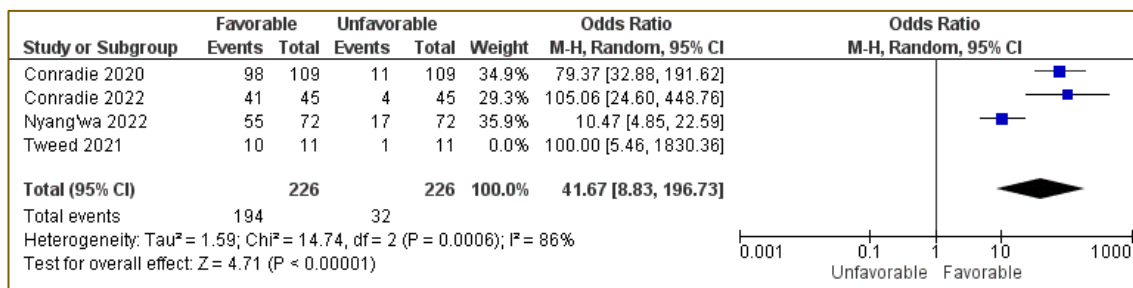 Favorable Unfavorable Odds Ratio Odds Ratio
Study or Subgroup Events Total Events Total Weight M-H, Random, 95% CI M-H, Random, 95% CI
Conradie 2020 98 109 11 109 34.9% 79.37 [32.88, 191.62]
Conradie 2022 41 45 4 45 29.3% 105.06 [24.60, 448.76]
Nyang'wa 2022 55 72 17 72 35.9% 10.47 [4.85, 22.59]
Tweed 2021 10 11 1 11 0.0% 100.00 [5.46, 1830.36]
Total (95% CI) 226 226 100.0% 41.67 [8.83, 196.73]
Total events 194 32
Heterogeneity: Tau² = 1.59; Chi² = 14.74, df = 2 (P = 0.0006); I² = 86%
Test for overall effect: Z = 4.71 (P < 0.00001)
0.001 0.1 1 10 1000
Unfavorable Favorable